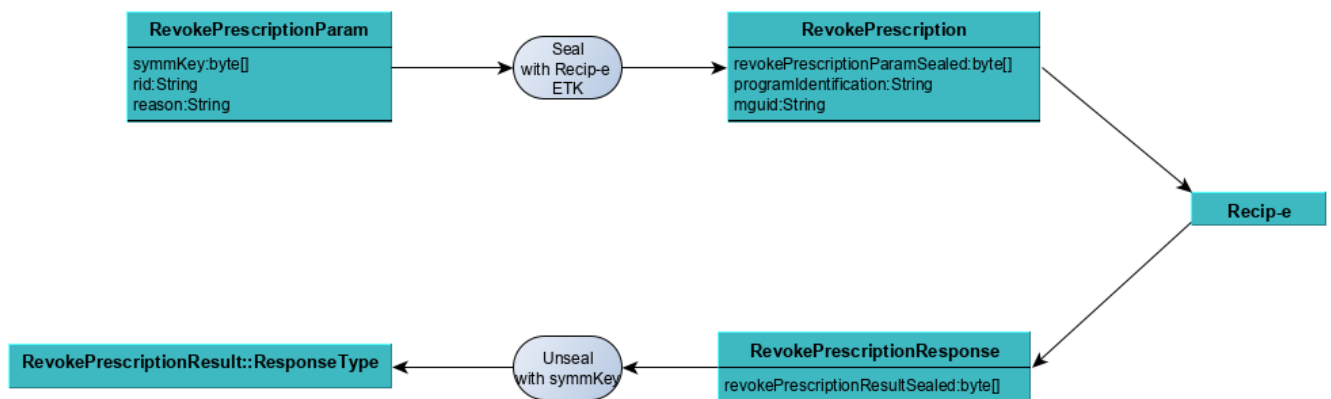 RevokePrescriptionParam
symmKey:byte[]
rid:String
reason:String
Seal
with Recip-e
ETK
RevokePrescription
revokePrescriptionParamSealed:byte[]
programIdentification:String
mguid:String
Recip-e
RevokePrescriptionResult::ResponseType
Unseal
with symmKey
RevokePrescriptionResponse
revokePrescriptionResultSealed:byte[]